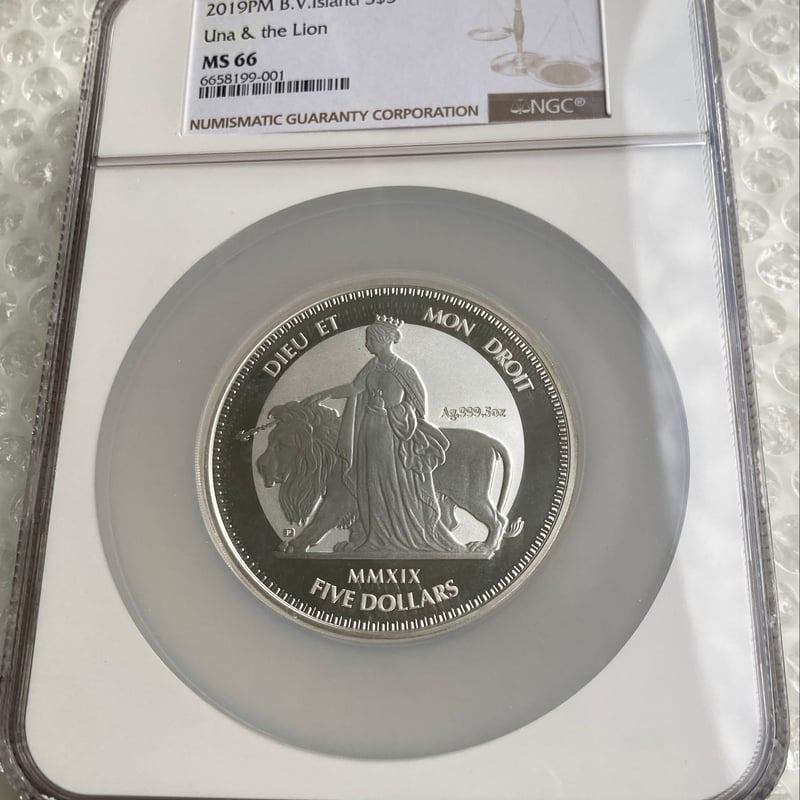 2019PM B.V.Island S$5
Una & the Lion
MS 66
6658199-001
NUMISMATIC GUARANTY CORPORATION
NGC®
DIEU ET MON DROIT
Ag.999.5oz
P
MMXIX
FIVE DOLLARS